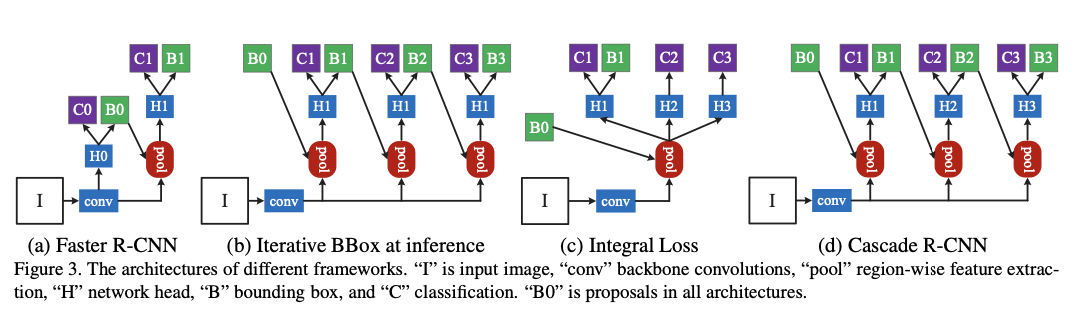 C1 B1 B0 C1 B1 C2 B2 C3 B3 C1 B1 C2 C3 B0 C1 B1 C2 B2 C3 B3
C0 B0 H1 H1 H1 H1 H1 H2 H3 H1 H2 H3
B0
H0 pool pool pool pool pool pool pool pool
I conv I conv I conv I conv
(a) Faster R-CNN (b) Iterative BBox at inference (c) Integral Loss (d) Cascade R-CNN
Figure 3. The architectures of different frameworks. “I” is input image, “conv” backbone convolutions, “pool” region-wise feature extrac-
tion, “H” network head, “B” bounding box, and “C” classification. “B0” is proposals in all architectures.